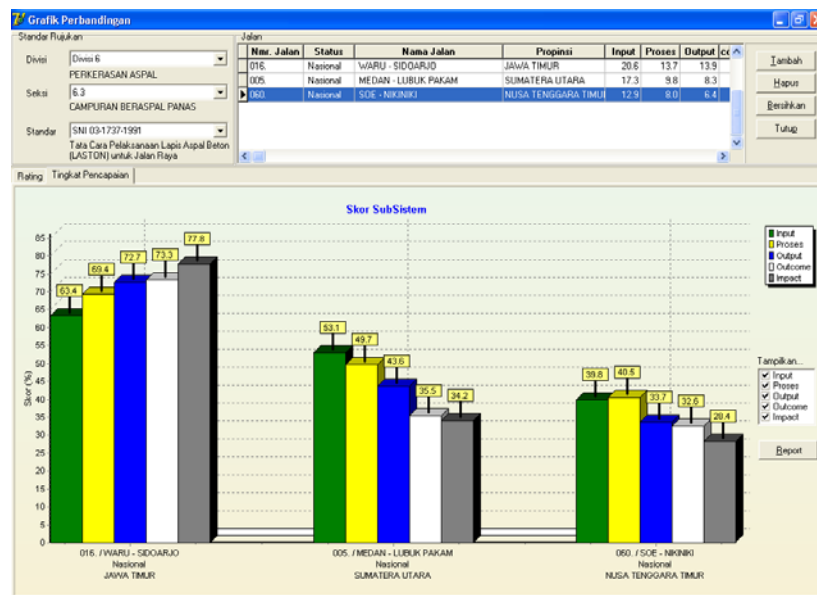 Grafik Perbandingan
Standar Rujukan
Divisi
Divisi 6
PERKERASAN ASPAL
Seksi
6.3
CAMPURAN BERASPAL PANAS
Standar
SNI 03-1737-1991
Tata Cara Pelaksanaan Lapis Aspal Beton
(LASTON) untuk Jalan Raya
Jalan
Nmr. Jalan Status Nama Jalan Propinsi Input Proses Output
016. Nasional WARU - SIDOARJO JAWA TIMUR 20.6 13.7 13.9
005. Nasional MEDAN - LUBUK PAKAM SUMATERA UTARA 17.3 9.8 8.3
060. Nasional SOE - NIKINIKI NUSA TENGGARA TIMU 12.9 8.0 6.4
Tambah
Hapus
Bersihkan
Tutup
Rating Tingkat Pencapaian
Skor SubSistem
Skor (%)
85
80
75
70
65
60
55
50
45
40
35
30
25
20
15
10
5
0
63.4 69.4 72.7 73.3 77.8
53.1 49.7 43.6 35.5 34.2
39.8 40.5 33.7 32.6 28.4
016. / WARU - SIDOARJO
Nasional
JAWA TIMUR
005. / MEDAN - LUBUK PAKAM
Nasional
SUMATERA UTARA
060. / SOE - NIKINIKI
Nasional
NUSA TENGGARA TIMUR
Input
Proses
Output
Outcome
Impact
Tampilkan...
Input
Proses
Output
Outcome
Impact
Report